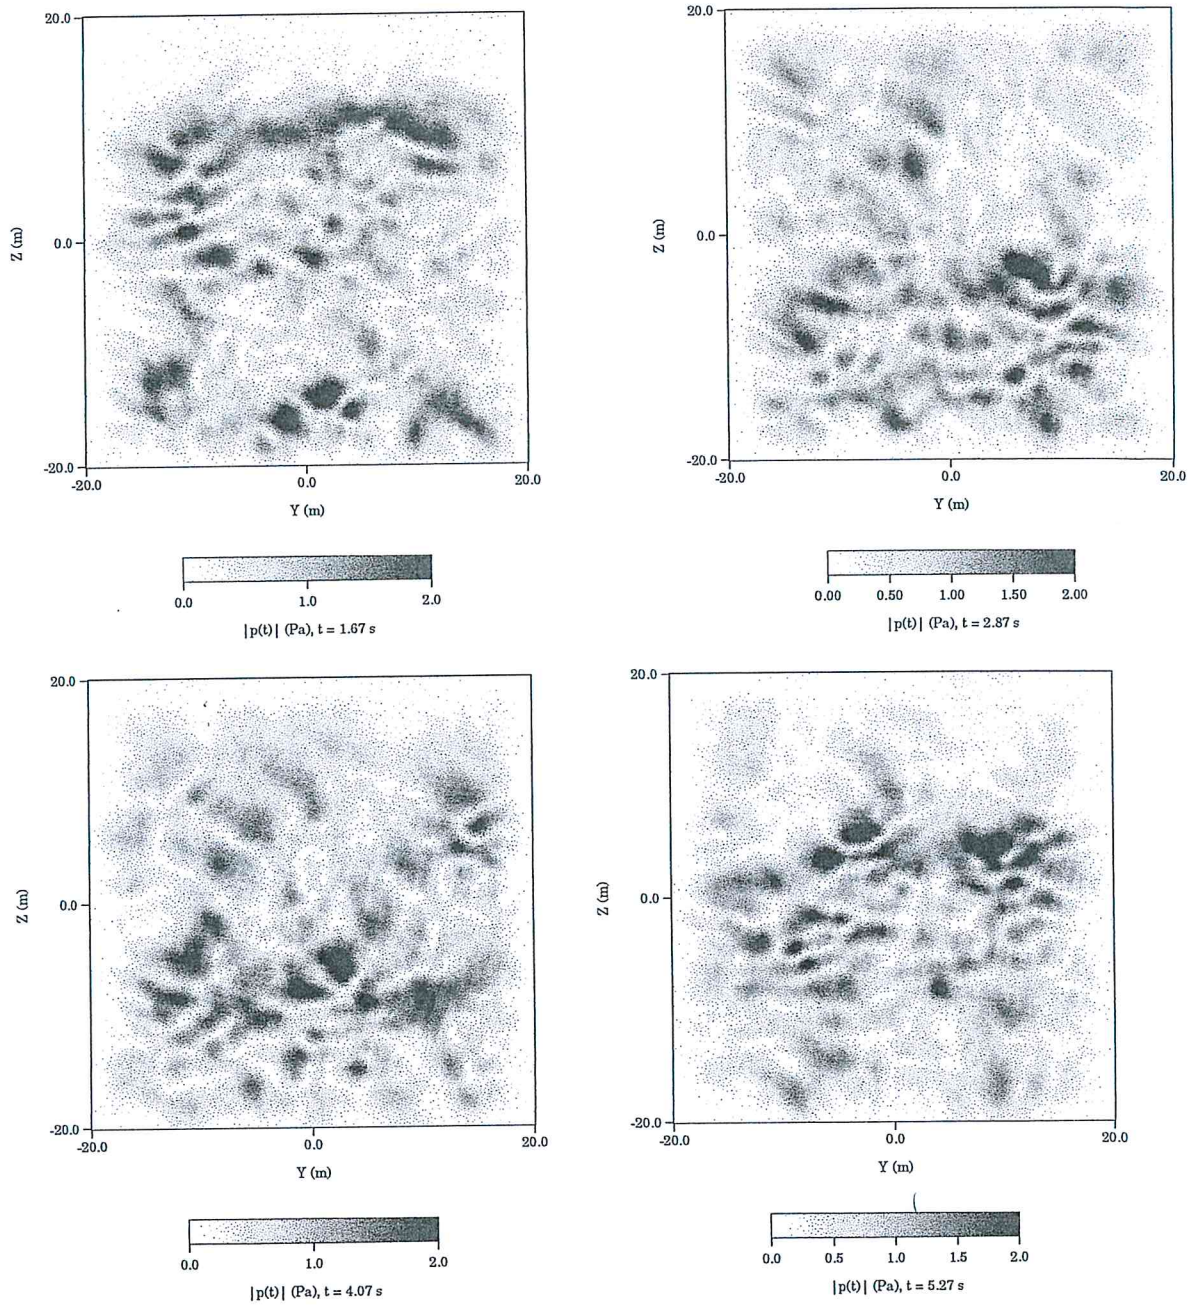 20.0
Z (m)
0.0
-20.0
-20.0 0.0 20.0
Y (m)
0.0 1.0 2.0
|p(t)| (Pa), t = 1.67 s
20.0
Z (m)
0.0
-20.0
-20.0 0.0 20.0
Y (m)
0.00 0.50 1.00 1.50 2.00
|p(t)| (Pa), t = 2.87 s
20.0
Z (m)
0.0
-20.0
-20.0 0.0 20.0
Y (m)
0.0 1.0 2.0
|p(t)| (Pa), t = 4.07 s
20.0
Z (m)
0.0
-20.0
-20.0 0.0 20.0
Y (m)
0.0 0.5 1.0 1.5 2.0
|p(t)| (Pa), t = 5.27 s